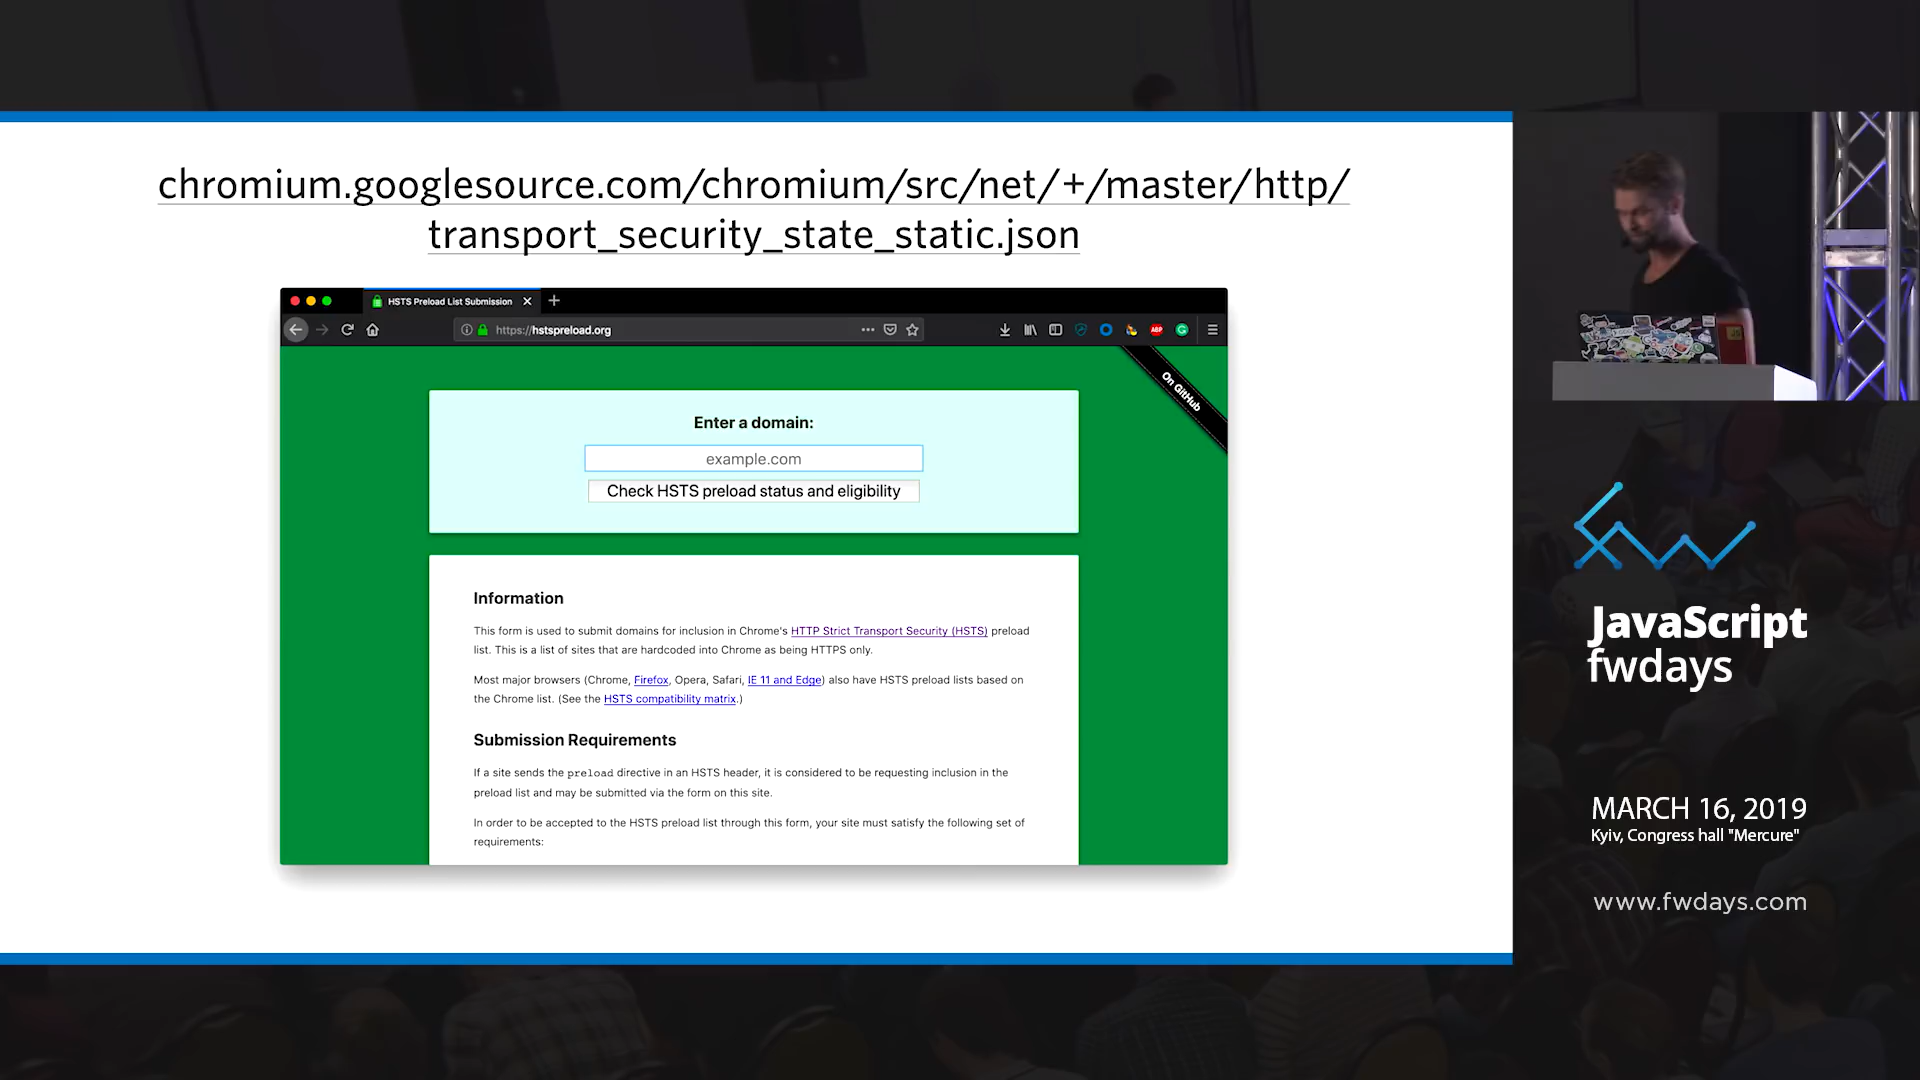 chromium.googlesource.com/chromium/src/net/+/master/http/
transport_security_state_static.json
HSTS Preload List Submission
https://hstspreload.org
ABP
On GitHub
Enter a domain:
example.com
Check HSTS preload status and eligibility
Information
This form is used to submit domains for inclusion in Chrome's HTTP Strict Transport Security (HSTS) preload
list. This is a list of sites that are hardcoded into Chrome as being HTTPS only.
Most major browsers (Chrome, Firefox, Opera, Safari, IE 11 and Edge) also have HSTS preload lists based on
the Chrome list. (See the HSTS compatibility matrix.)
Submission Requirements
If a site sends the preload directive in an HSTS header, it is considered to be requesting inclusion in the
preload list and may be submitted via the form on this site.
In order to be accepted to the HSTS preload list through this form, your site must satisfy the following set of
requirements:
fw
JavaScript
fwdays
MARCH 16, 2019
Kyiv, Congress hall "Mercure"
www.fwdays.com